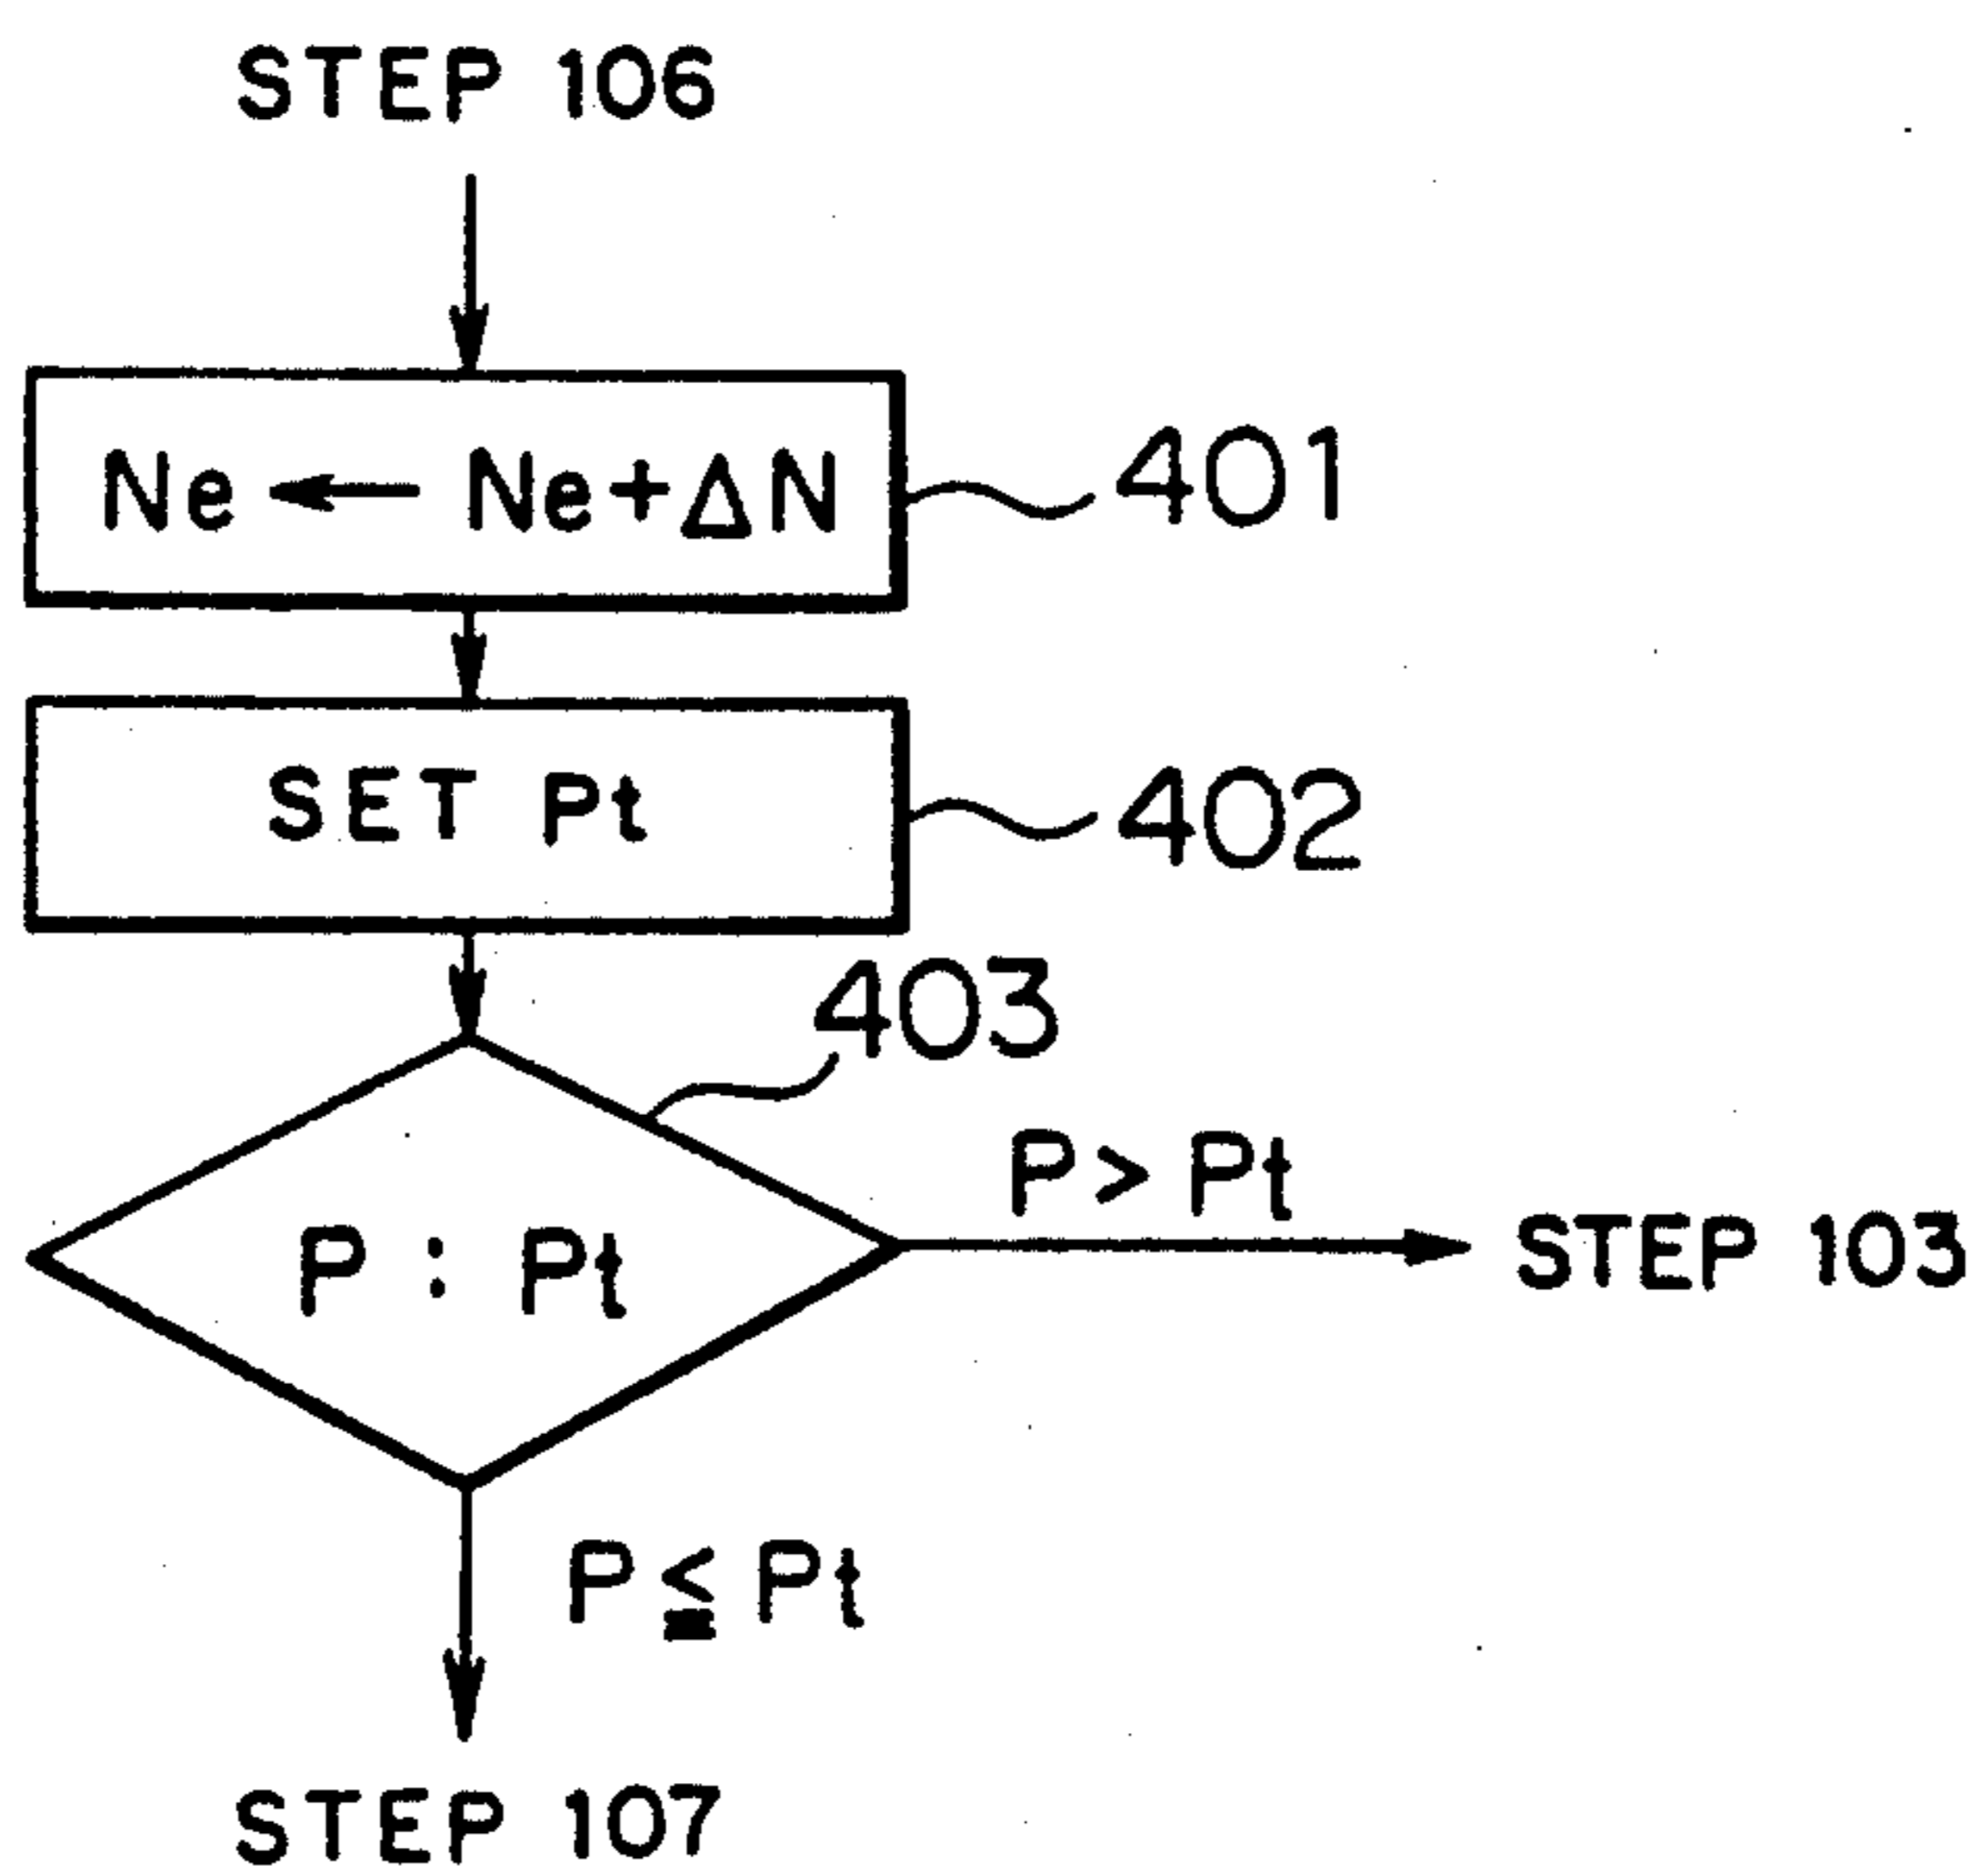 STEP 106
Ne ← Ne+ΔN
401
SET Pt
402
403
P : Pt
P > Pt
STEP 103
P ≦ Pt
STEP 107